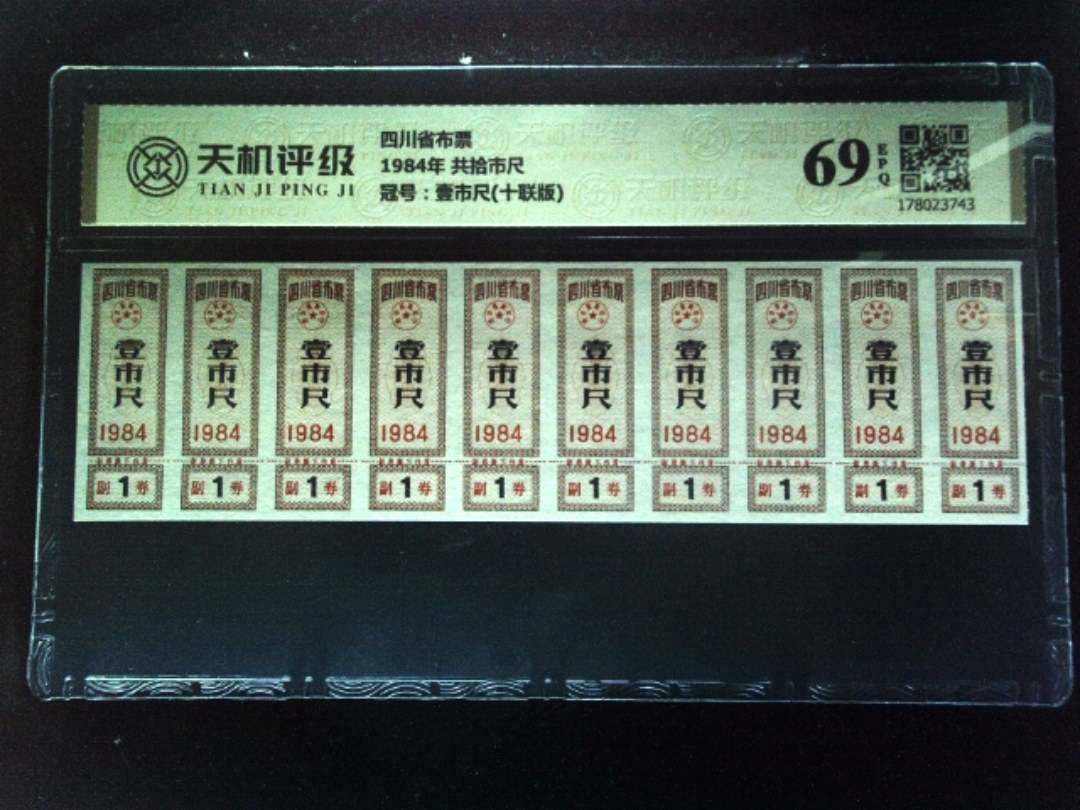 天机评级
TIAN JI PING JI
四川省布票
1984年 共拾市尺
冠号：壹市尺(十联版)
69
EPQ
178023743
四川省布票 四川省布票 四川省布票 四川省布票 四川省布票 四川省布票 四川省布票 四川省布票 四川省布票 四川省布票
壹市尺 壹市尺 壹市尺 壹市尺 壹市尺 壹市尺 壹市尺 壹市尺 壹市尺 壹市尺
1984 1984 1984 1984 1984 1984 1984 1984 1984 1984
副1券 副1券 副1券 副1券 副1券 副1券 副1券 副1券 副1券 副1券